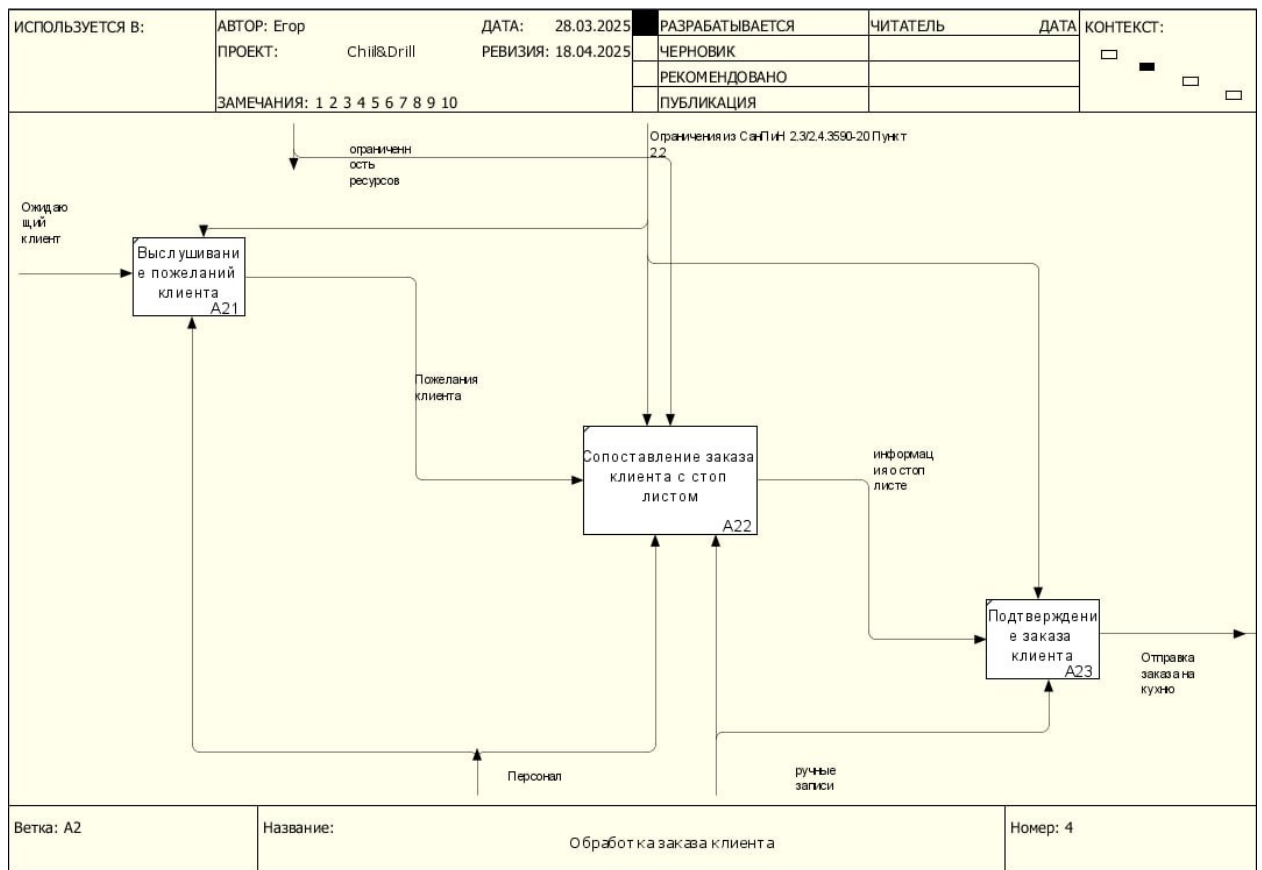 ИСПОЛЬЗУЕТСЯ В:
АВТОР: Егор
ДАТА: 28.03.2025
ПРОЕКТ: Chiil&Drill
РЕВИЗИЯ: 18.04.2025
ЗАМЕЧАНИЯ: 1 2 3 4 5 6 7 8 9 10
РАЗРАБАТЫВАЕТСЯ
ЧЕРНОВИК
РЕКОМЕНДОВАНО
ПУБЛИКАЦИЯ
ЧИТАТЕЛЬ
ДАТА
КОНТЕКСТ:
Ограничения из СанПиН 2.3/2.4.3590-20 Пункт
2.2
ограниченн
ость
ресурсов
Ожидаю
щий
клиент
Выслушивани
е пожеланий
клиента
A21
Пожелания
клиента
Сопоставление заказа
клиента с стоп
листом
A22
информац
ия о стоп
листе
Подтверждени
е заказа
клиента
A23
Отправка
заказа на
кухню
Персонал
ручные
записи
Ветка: A2
Название:
Обработка заказа клиента
Номер: 4